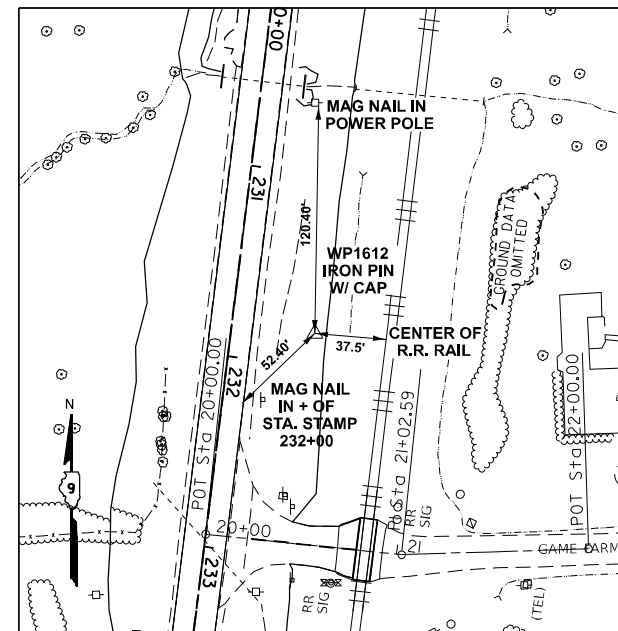 0+00
MAG NAIL IN
POWER POLE
L 231
120.40'
GROUND DATA
OMITTED
WP1612
IRON PIN
W/ CAP
CENTER OF
R.R. RAIL
37.5'
52.40'
L 232
MAG NAIL
IN + OF
STA. STAMP
232+00
POT Sta 20+00.00
Sta 21+02.59
POT Sta 22+00.00
N
9
RR
SIG
20+00
21
GAME FARM
233
RR
SIG
(TEL)